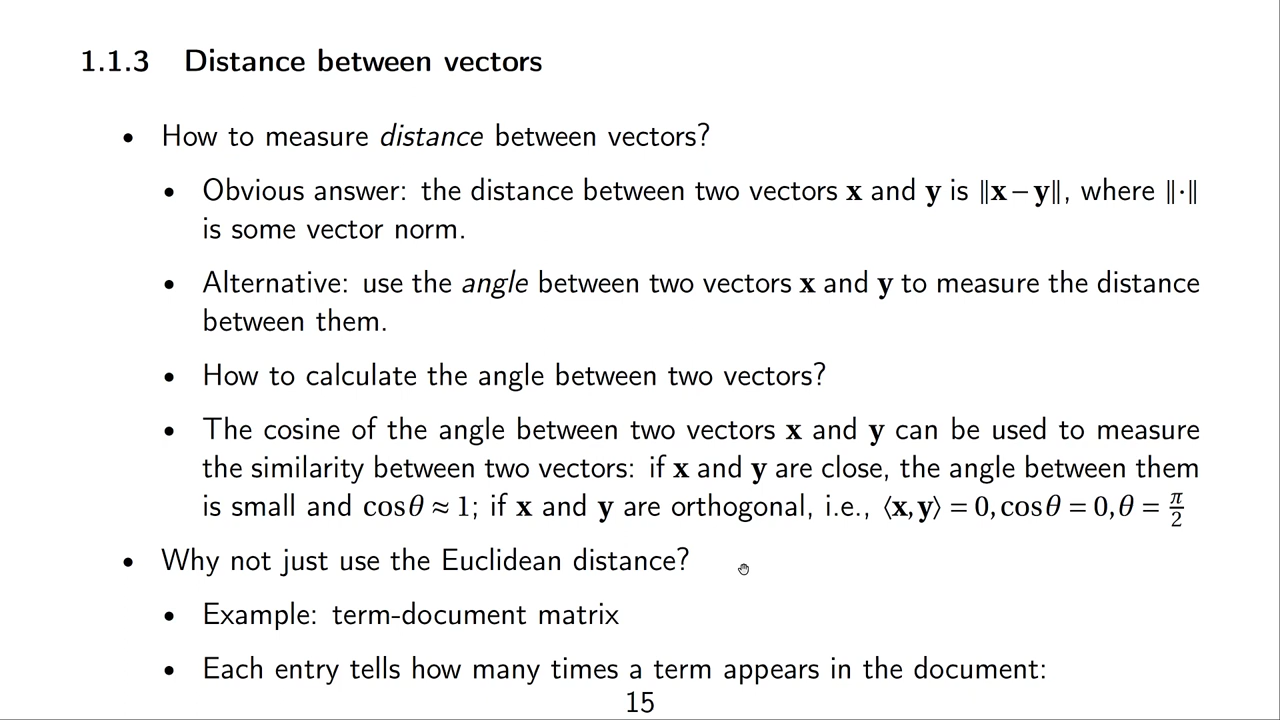 1.1.3 Distance between vectors
• How to measure distance between vectors?
• Obvious answer: the distance between two vectors x and y is ‖x−y‖, where ‖·‖
is some vector norm.
• Alternative: use the angle between two vectors x and y to measure the distance
between them.
• How to calculate the angle between two vectors?
• The cosine of the angle between two vectors x and y can be used to measure
the similarity between two vectors: if x and y are close, the angle between them
is small and cosθ ≈ 1; if x and y are orthogonal, i.e., ⟨x,y⟩ = 0, cosθ = 0, θ = π/2
• Why not just use the Euclidean distance?
• Example: term-document matrix
• Each entry tells how many times a term appears in the document:
15